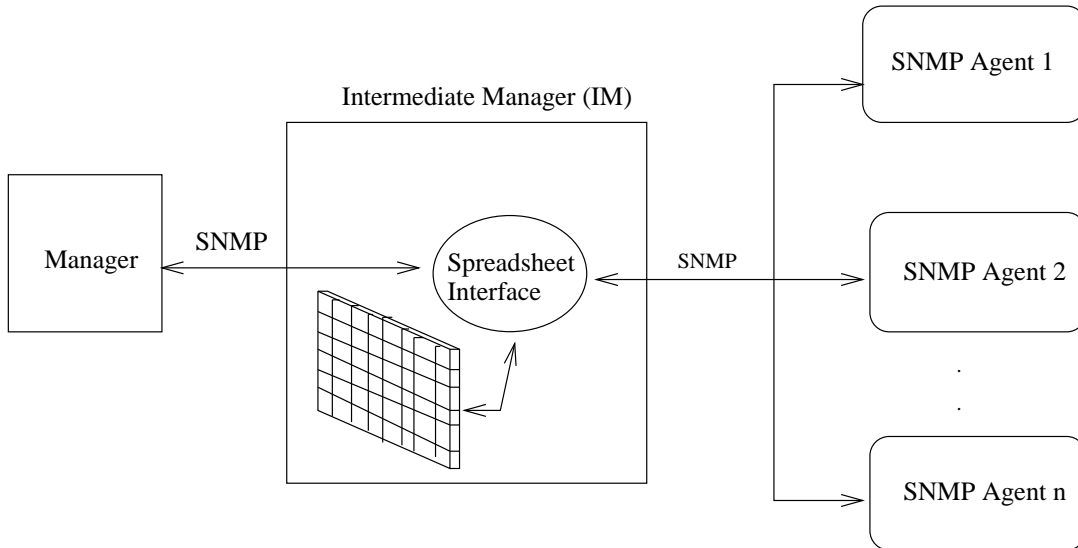 SNMP Agent 1
Intermediate Manager (IM)
Manager
SNMP
Spreadsheet
Interface
SNMP
SNMP Agent 2
.
.
SNMP Agent n